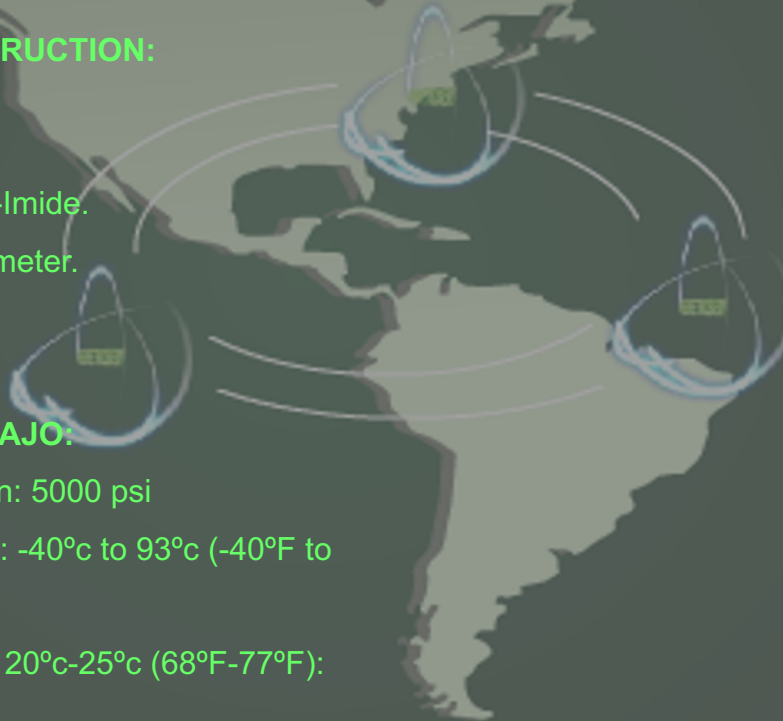 RUCTION:
-Imide.
meter.
AJO:
n: 5000 psi
: -40ºc to 93ºc (-40ºF to
20ºc-25ºc (68ºF-77ºF):